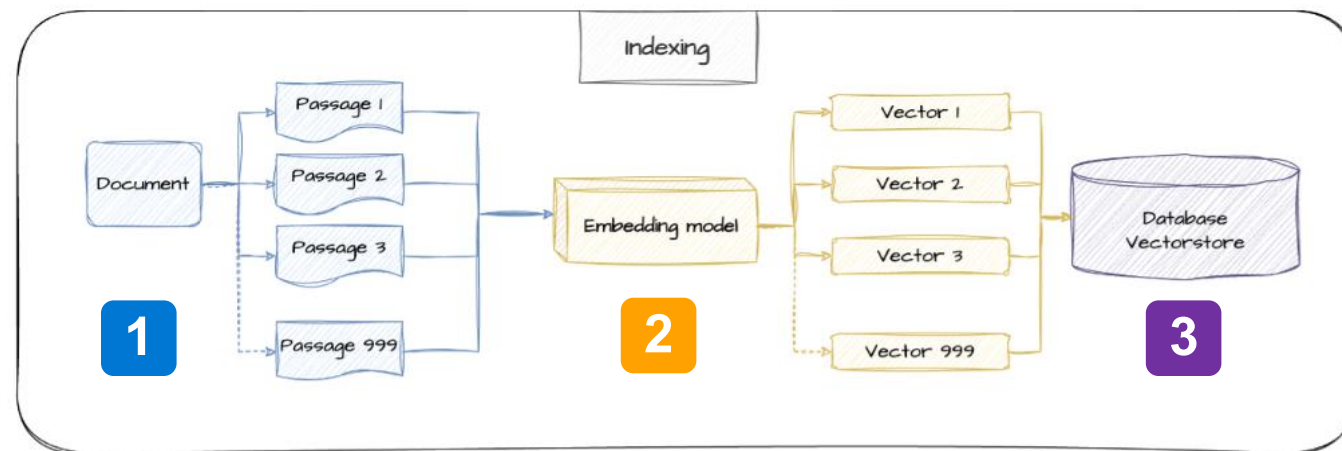 Indexing
Document
Passage 1
Passage 2
Passage 3
Passage 999
Embedding model
Vector 1
Vector 2
Vector 3
Vector 999
Database
Vectorstore
1
2
3